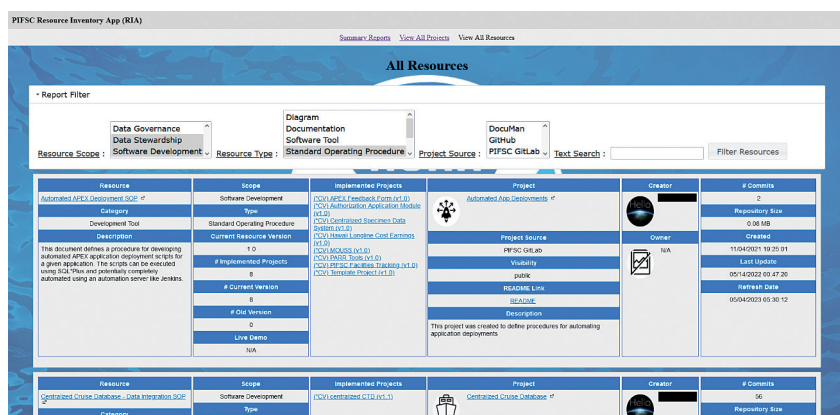 PIFSC Resource Inventory App (RIA)
Summary Reports View All Projects View All Resources
All Resources
Report Filter
Resource Scope :
Data Governance
Data Stewardship
Software Development
Resource Type :
Diagram
Documentation
Software Tool
Standard Operating Procedure
Project Source :
DocuMan
GitHub
PIFSC GitLab
Text Search :
Filter Resources
Resource
Automated APEX Deployment SOP
Category
Development Tool
Description
This document defines a procedure for developing
automated APEX application deployment scripts for
a given application. The scripts can be executed
using SQL*Plus and potentially completely
automated using an automation server like Jenkins.
Scope
Software Development
Type
Standard Operating Procedure
Current Resource Version
1.0
# Implemented Projects
8
# Current Version
8
# Old Version
0
Live Demo
N/A
Implemented Projects
(*CV) APEX Feedback Form (v1.0)
(*CV) Authorization Application Module
(v1.0)
(*CV) Centralized Specimen Data
System (v1.0)
(*CV) Hawaii Longline Cost Earnings
(v1.0)
(*CV) MOUSS (v1.0)
(*CV) PARR Tools (v1.0)
(*CV) PIFSC Facilities Tracking (v1.0)
(*CV) Template Project (v1.0)
Project
Automated App Deployments
Project Source
PIFSC GitLab
Visibility
public
README Link
README
Description
This project was created to define procedures for automating
application deployments
Creator
Hello
Owner
N/A
# Commits
2
Repository Size
0.06 MB
Created
11/04/2021 19:25:01
Last Update
05/14/2022 00:47:20
Refresh Date
05/04/2023 05:30:12
Resource
Centralized Cruise Database - Data Integration SOP
Category
Scope
Software Development
Type
Implemented Projects
(*CV) centralized CTD (v1.1)
Project
Centralized Cruise Database
Creator
Hello
# Commits
56
Repository Size